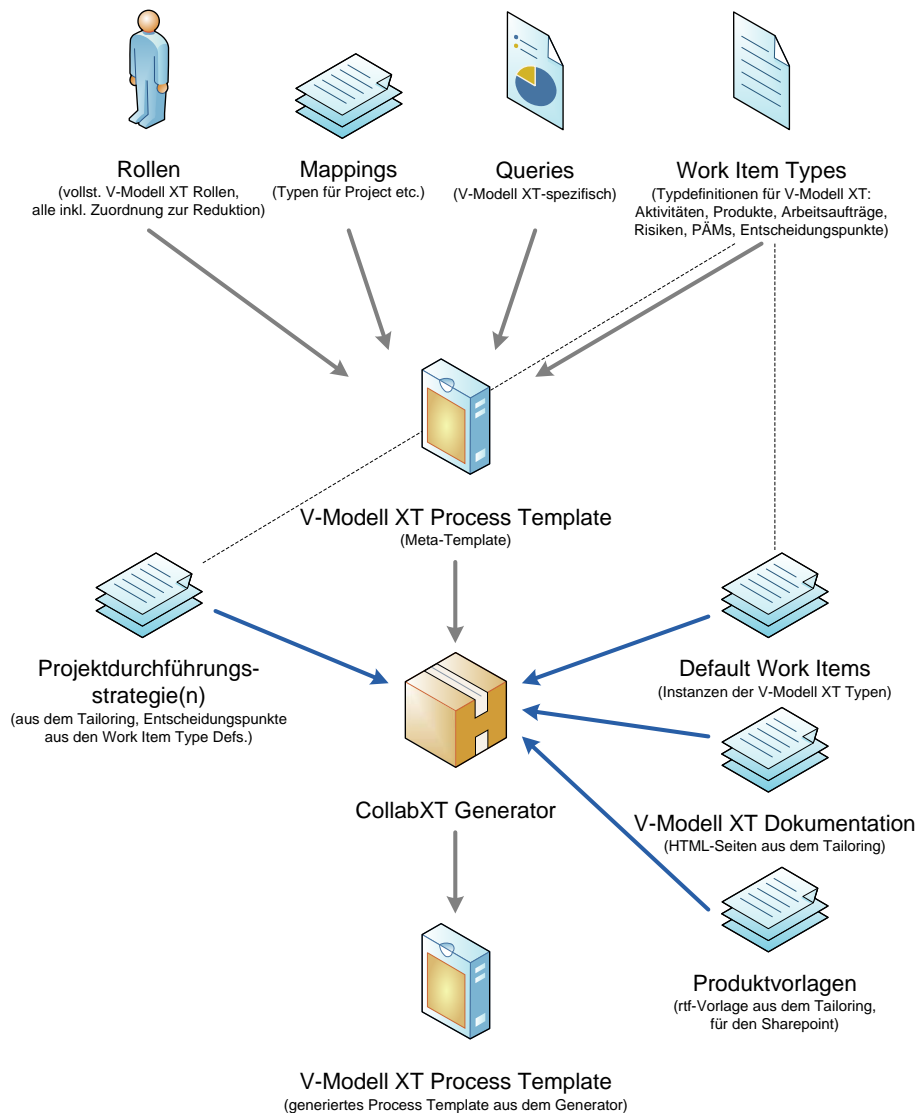 Rollen
(vollst. V-Modell XT Rollen,
alle inkl. Zuordnung zur Reduktion)
Mappings
(Typen für Project etc.)
Queries
(V-Modell XT-spezifisch)
Work Item Types
(Typdefinitionen für V-Modell XT:
Aktivitäten, Produkte, Arbeitsaufträge,
Risiken, PÄMs, Entscheidungspunkte)
V-Modell XT Process Template
(Meta-Template)
Projektdurchführungs-
strategie(n)
(aus dem Tailoring, Entscheidungspunkte
aus den Work Item Type Defs.)
Default Work Items
(Instanzen der V-Modell XT Typen)
CollabXT Generator
V-Modell XT Dokumentation
(HTML-Seiten aus dem Tailoring)
Produktvorlagen
(rtf-Vorlage aus dem Tailoring,
für den Sharepoint)
V-Modell XT Process Template
(generiertes Process Template aus dem Generator)